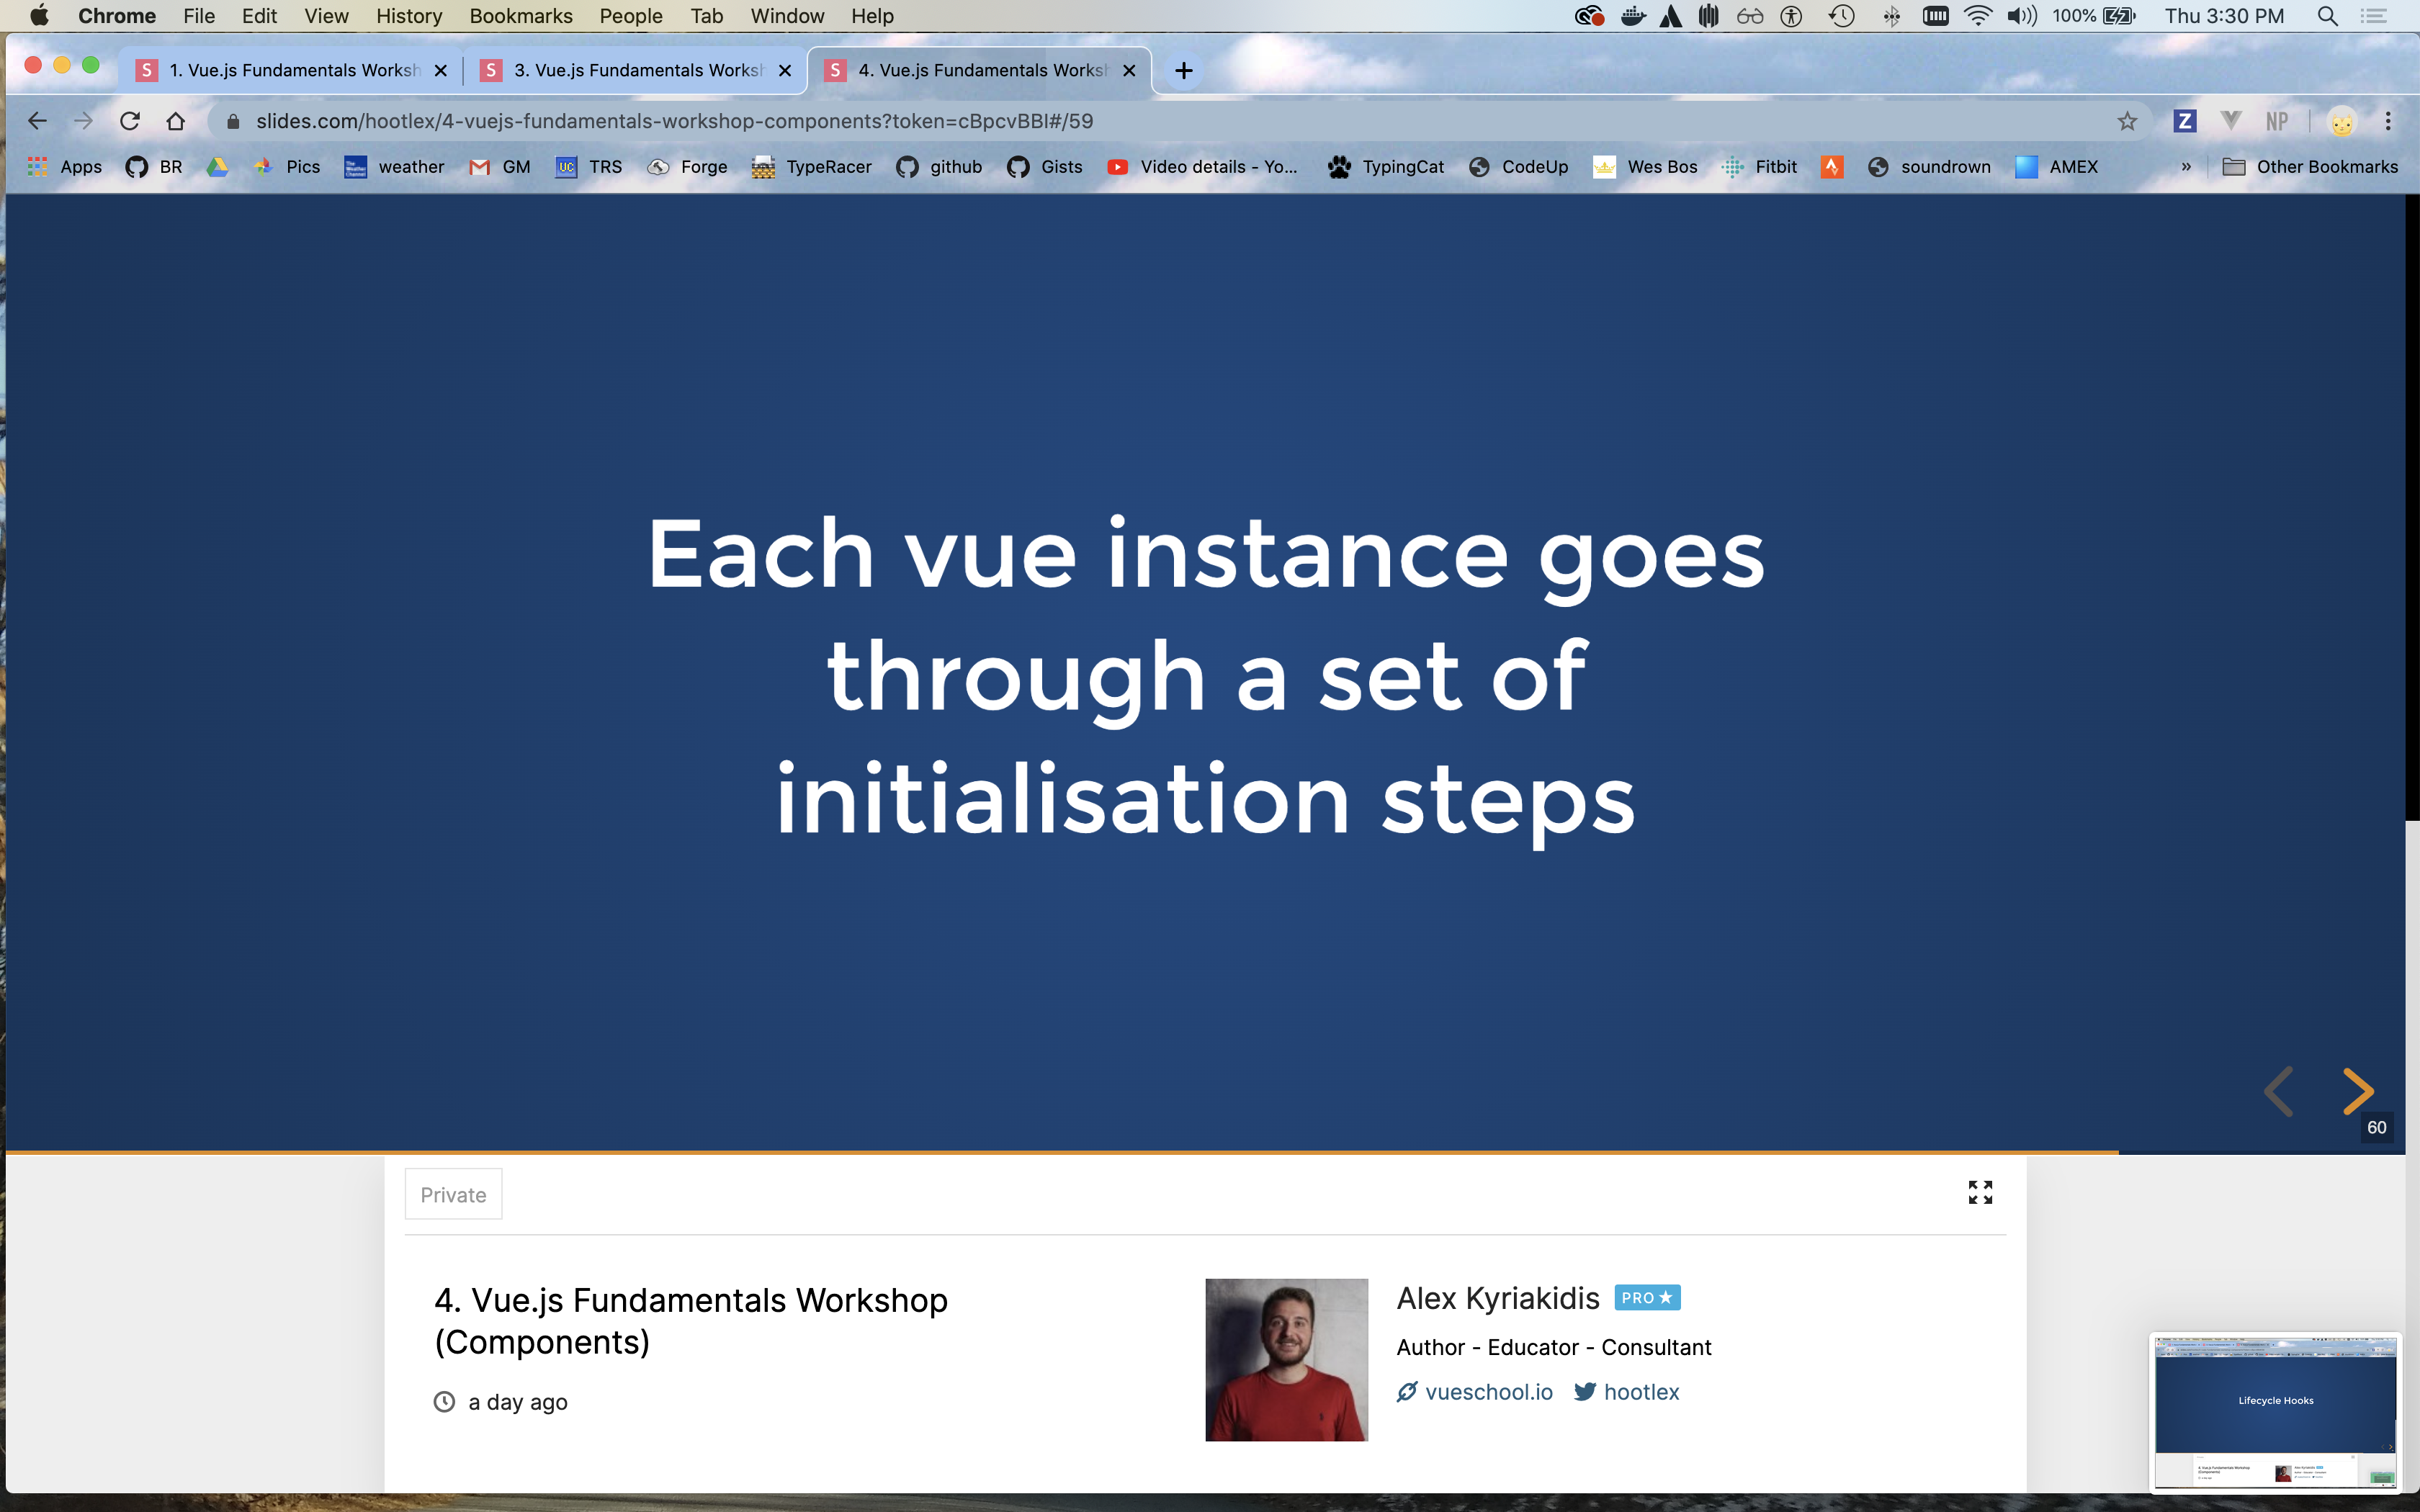 Chrome File Edit View History Bookmarks People Tab Window Help 100% Thu 3:30 PM
S 1. Vue.js Fundamentals Worksh S 3. Vue.js Fundamentals Worksh S 4. Vue.js Fundamentals Worksh
slides.com/hootlex/4-vuejs-fundamentals-workshop-components?token=cBpcvBBI#/59 Z NP
Apps BR Pics weather GM UC TRS Forge TypeRacer github Gists Video details - Yo... TypingCat CodeUp Wes Bos Fitbit soundrown AMEX » Other Bookmarks
Each vue instance goes
through a set of
initialisation steps
60
Private
4. Vue.js Fundamentals Workshop
(Components)
a day ago
Alex Kyriakidis PRO
Author - Educator - Consultant
vueschool.io hootlex
Lifecycle Hooks